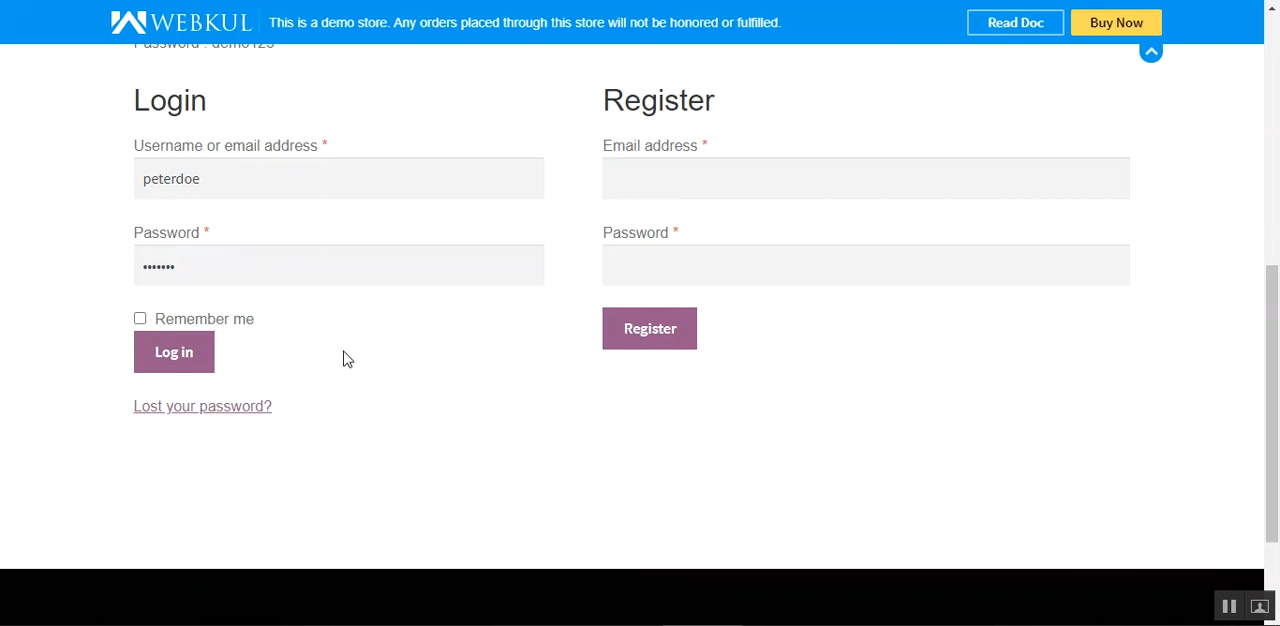 WEBKUL
This is a demo store. Any orders placed through this store will not be honored or fulfilled.
Read Doc
Buy Now
Password : demo123
Login
Username or email address *
peterdoe
Password *
•••••••
Remember me
Log in
Lost your password?
Register
Email address *
Password *
Register